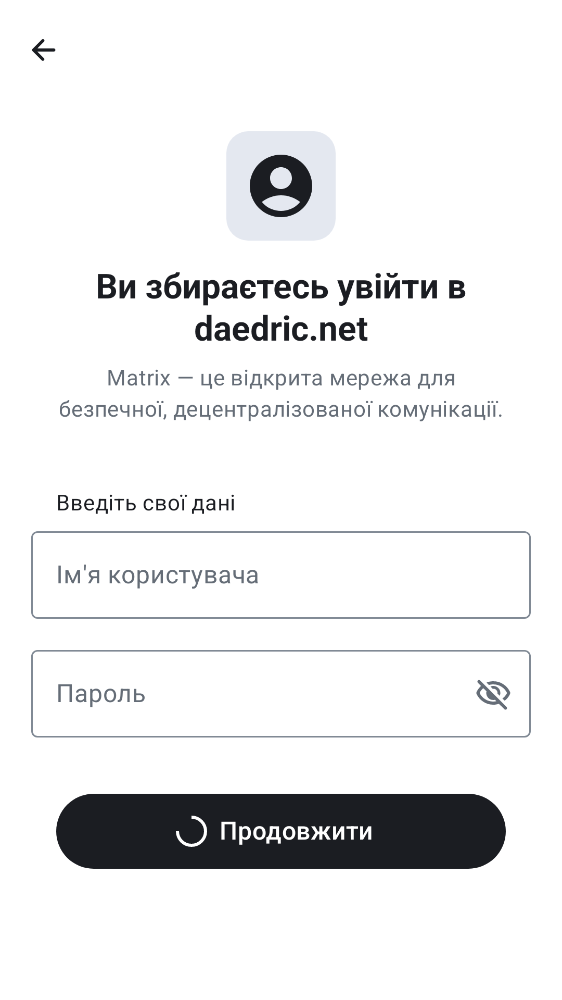 Ви збираєтесь увійти в
daedric.net
Matrix — це відкрита мережа для
безпечної, децентралізованої комунікації.
Введіть свої дані
Ім'я користувача
Пароль
Продовжити